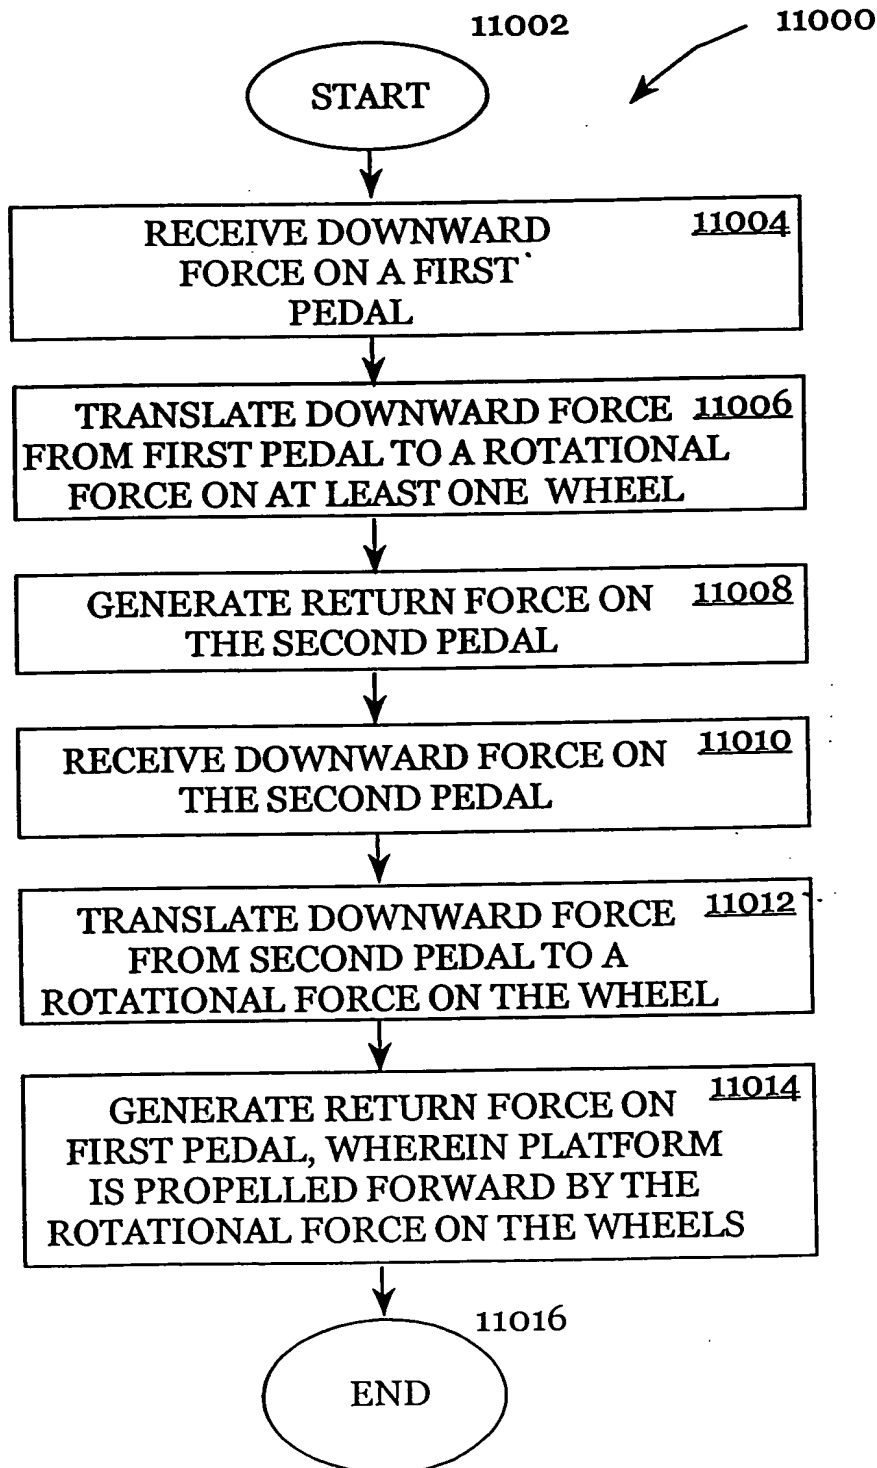 11002
11000
START
RECEIVE DOWNWARD 11004
FORCE ON A FIRST
PEDAL
TRANSLATE DOWNWARD FORCE 11006
FROM FIRST PEDAL TO A ROTATIONAL
FORCE ON AT LEAST ONE WHEEL
GENERATE RETURN FORCE ON 11008
THE SECOND PEDAL
RECEIVE DOWNWARD FORCE ON 11010
THE SECOND PEDAL
TRANSLATE DOWNWARD FORCE 11012
FROM SECOND PEDAL TO A
ROTATIONAL FORCE ON THE WHEEL
GENERATE RETURN FORCE ON 11014
FIRST PEDAL, WHEREIN PLATFORM
IS PROPELLED FORWARD BY THE
ROTATIONAL FORCE ON THE WHEELS
11016
END